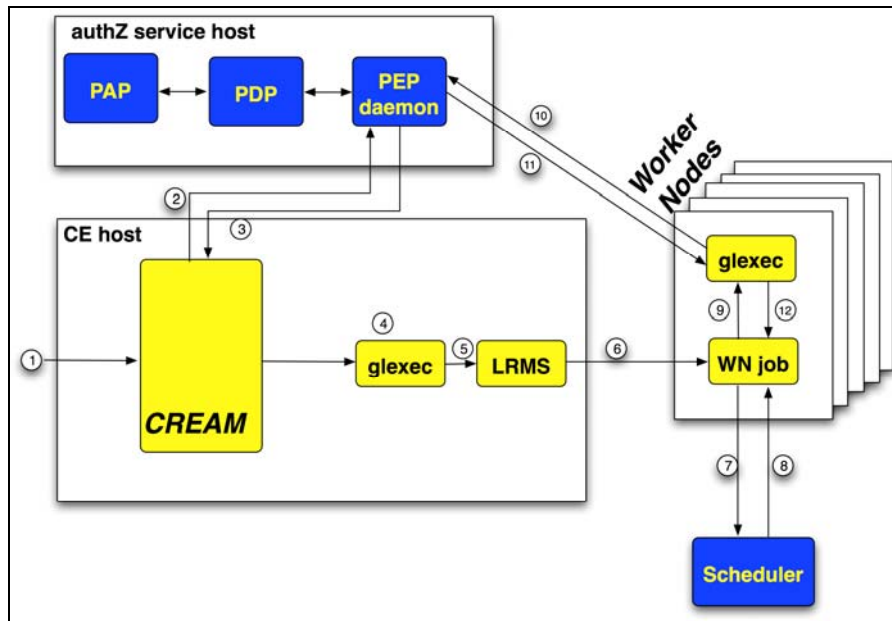 authZ service host
PAP
PDP
PEP
daemon
10
11
Worker
Nodes
2
3
CE host
1
CREAM
4
glexec
5
LRMS
6
glexec
9
12
WN job
7
8
Scheduler